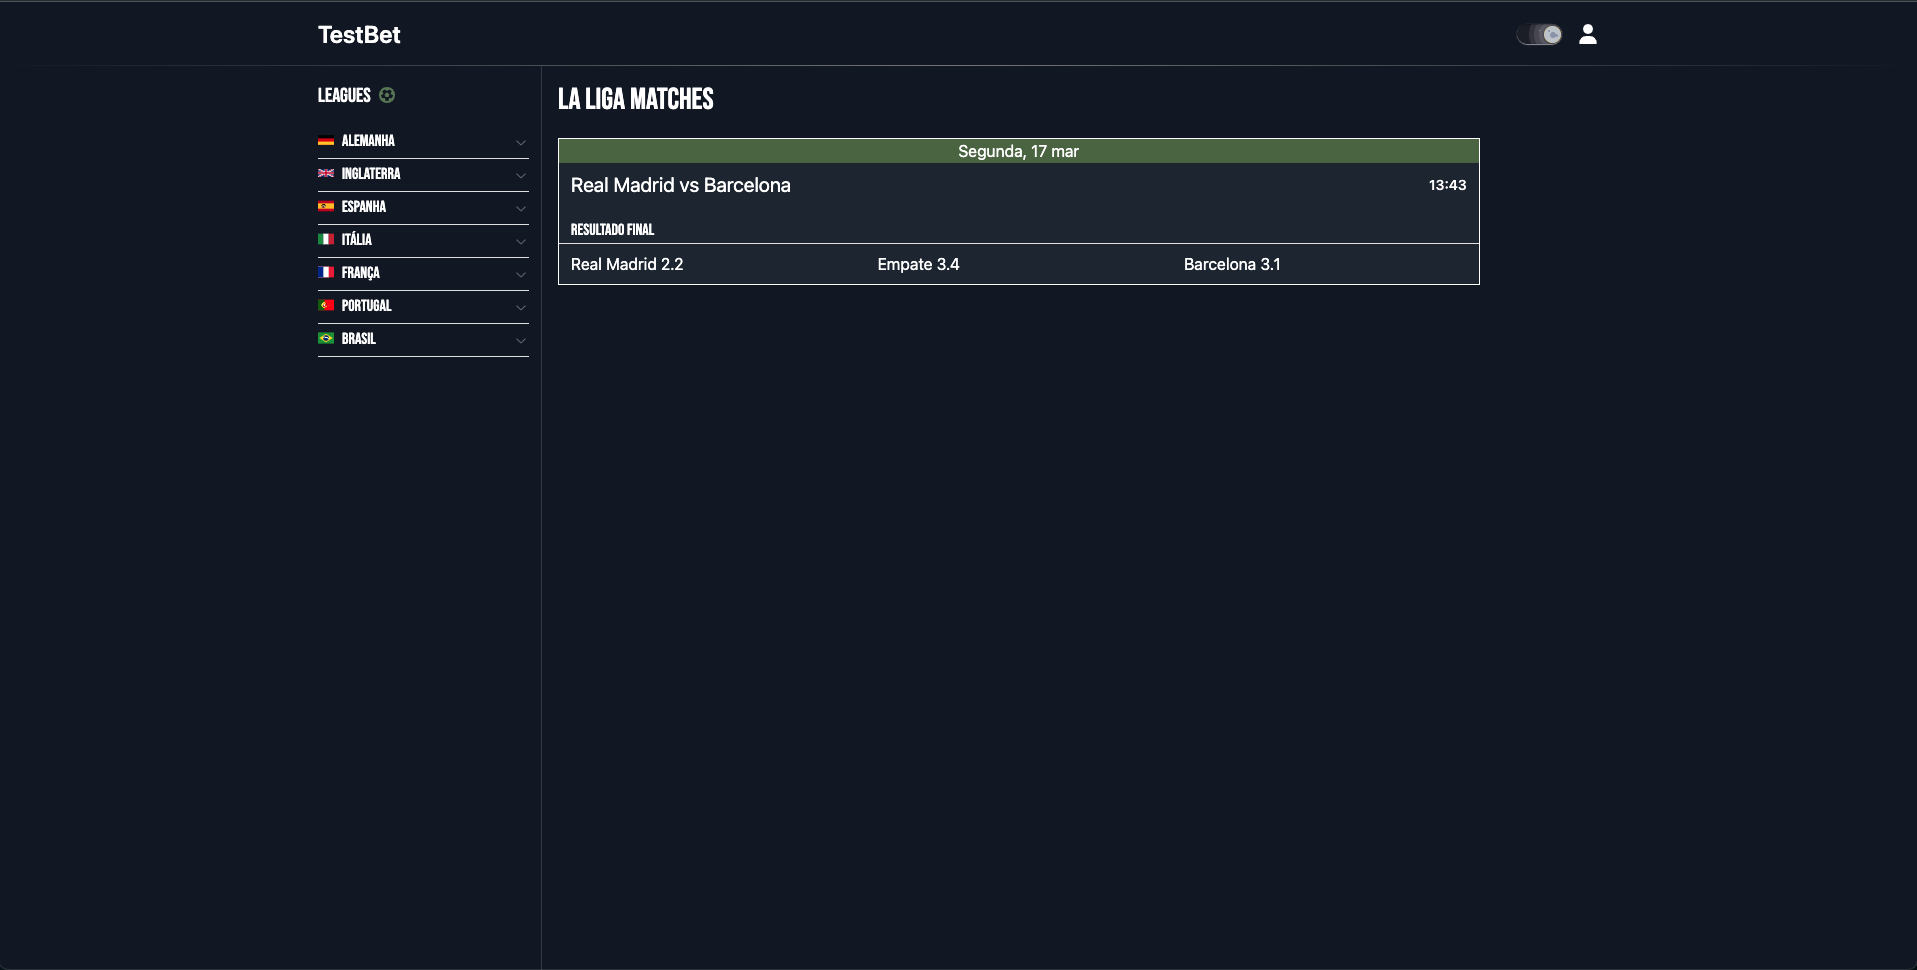 TestBet
LEAGUES
ALEMANHA
INGLATERRA
ESPANHA
ITÁLIA
FRANÇA
PORTUGAL
BRASIL
LA LIGA MATCHES
Segunda, 17 mar
Real Madrid vs Barcelona 13:43
RESULTADO FINAL
Real Madrid 2.2 Empate 3.4 Barcelona 3.1